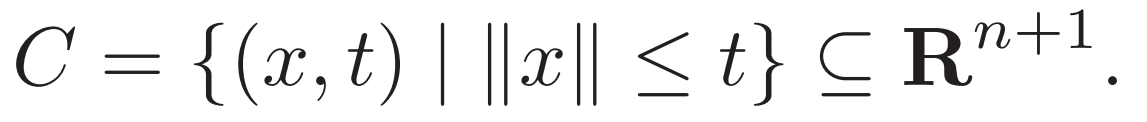 C = {(x, t) | ‖x‖ ≤ t} ⊆ 𝐑ⁿ⁺¹.